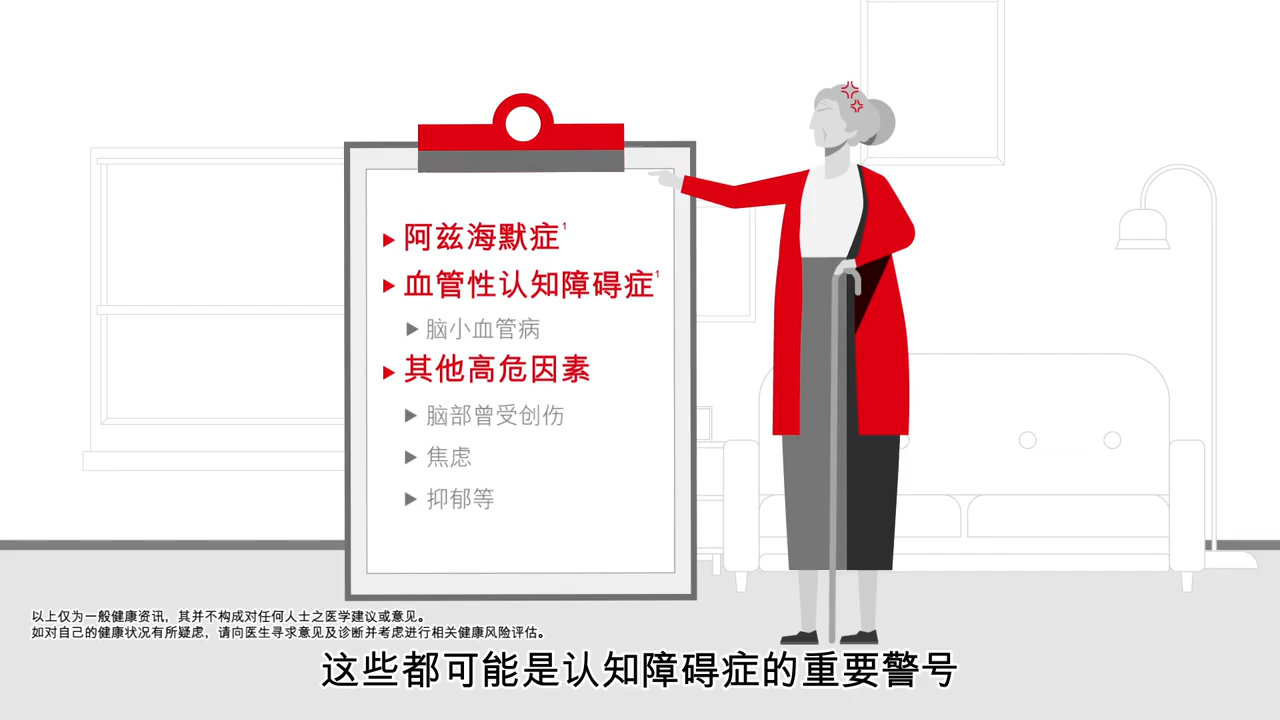 阿兹海默症¹
血管性认知障碍症¹
脑小血管病
其他高危因素
脑部曾受创伤
焦虑
抑郁等
以上仅为一般健康资讯，其并不构成对任何人士之医学建议或意见。
如对自己的健康状况有所疑虑，请向医生寻求意见及诊断并考虑进行相关健康风险评估。
这些都可能是认知障碍症的重要警号